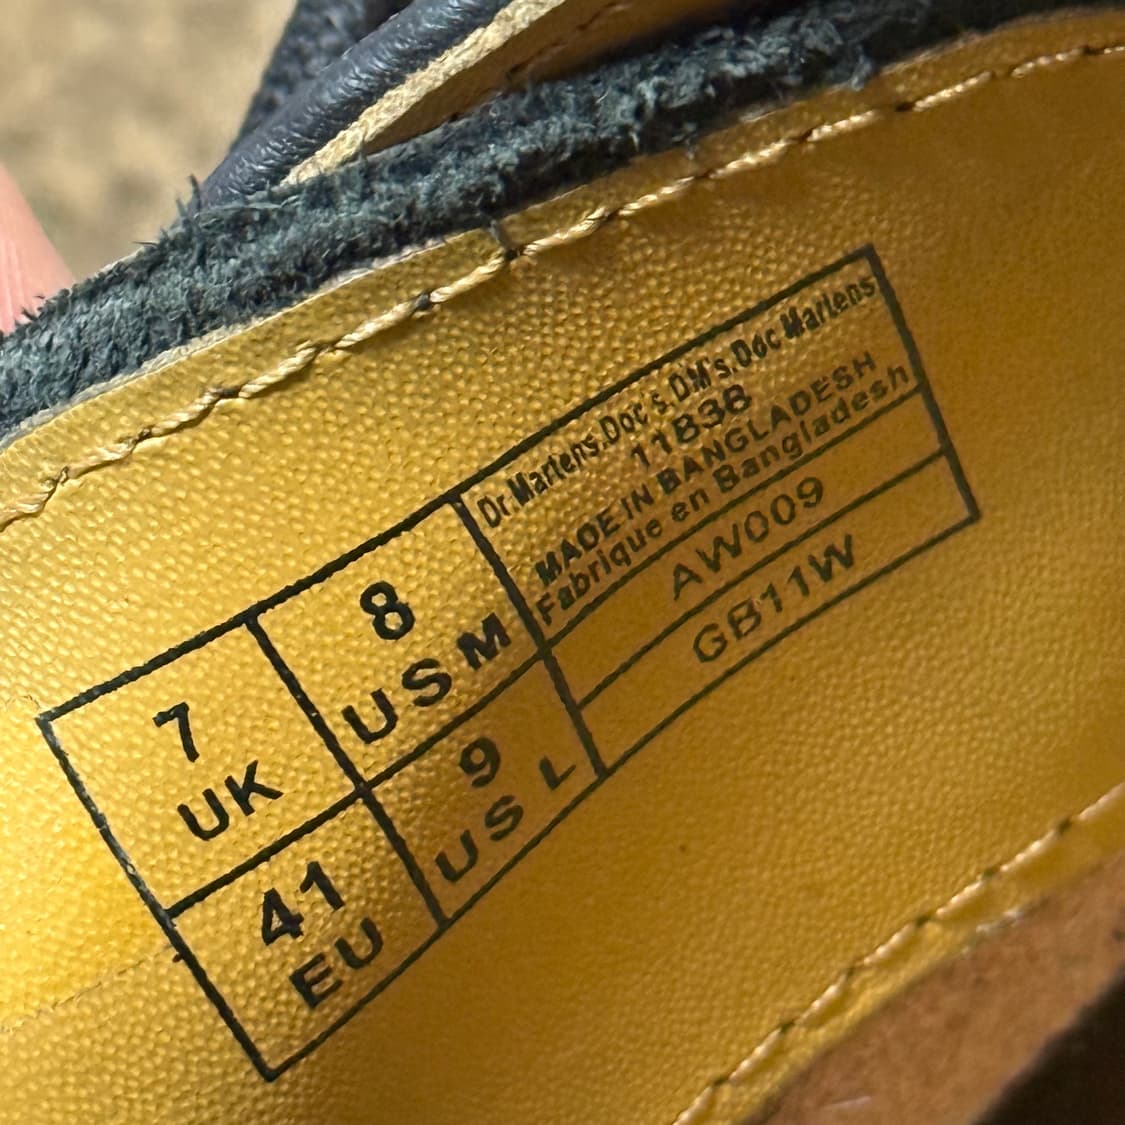 Dr.Martens.Doc's.DM's.Doc Martens
11838
MADE IN BANGLADESH
Fabrique en Bangladesh
AW009
GB11W
7
UK
8
US M
41
EU
9
US L